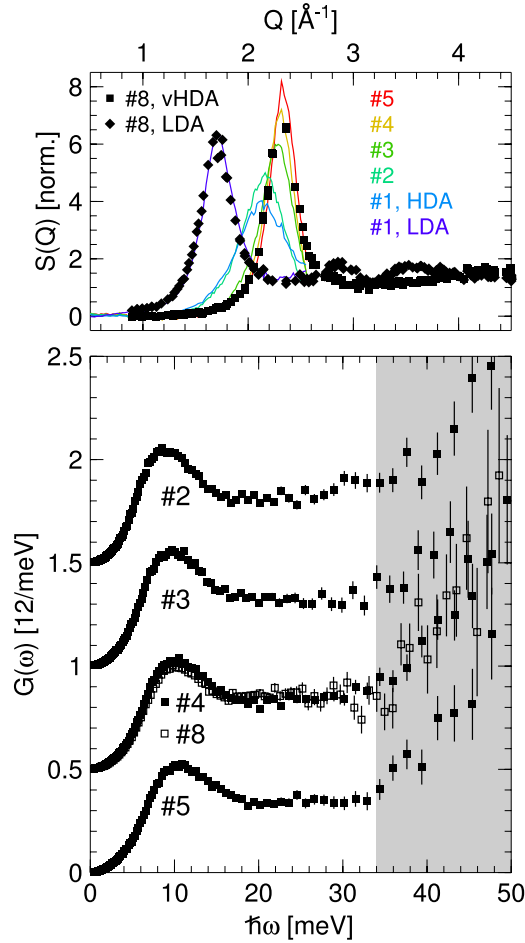 Q [Å⁻¹]
1 2 3 4
S(Q) [norm.]
8
6
4
2
0
#8, vHDA
#8, LDA
#5
#4
#3
#2
#1, HDA
#1, LDA
G(ω) [12/meV]
2.5
2
1.5
1
0.5
0
#2
#3
#4
#8
#5
0 10 20 30 40 50
ħω [meV]